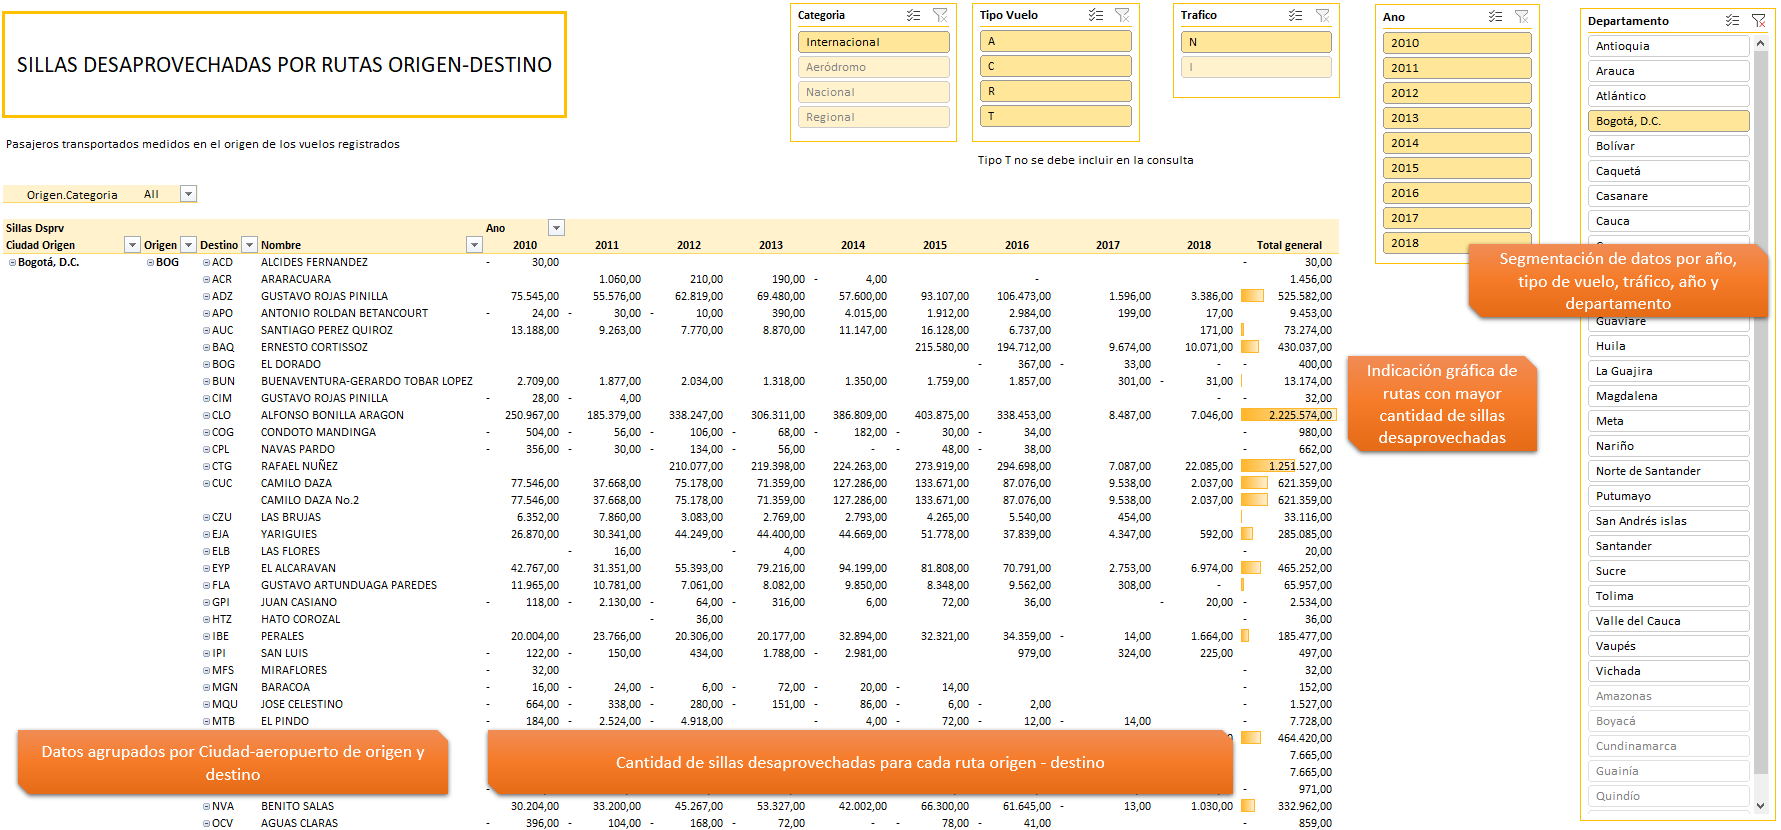 SILLAS DESAPROVECHADAS POR RUTAS ORIGEN-DESTINO
Pasajeros transportados medidos en el origen de los vuelos registrados
Categoria
Internacional
Aeródromo
Nacional
Regional
Tipo Vuelo
A
C
R
T
Tipo T no se debe incluir en la consulta
Trafico
N
I
Ano
2010
2011
2012
2013
2014
2015
2016
2017
2018
Departamento
Antioquia
Arauca
Atlántico
Bogotá, D.C.
Bolívar
Caquetá
Casanare
Cauca
Guaviare
Huila
La Guajira
Magdalena
Meta
Nariño
Norte de Santander
Putumayo
San Andrés islas
Santander
Sucre
Tolima
Valle del Cauca
Vaupés
Vichada
Amazonas
Boyacá
Cundinamarca
Guainía
Quindío
Segmentación de datos por año,
tipo de vuelo, tráfico, año y
departamento
Indicación gráfica de
rutas con mayor
cantidad de sillas
desaprovechadas
Origen.Categoria All
Sillas Dsprv Ano
Ciudad Origen Origen Destino Nombre 2010 2011 2012 2013 2014 2015 2016 2017 2018 Total general
Bogotá, D.C. BOG ACD ALCIDES FERNANDEZ - 30,00 - 30,00
ACR ARARACUARA 1.060,00 210,00 190,00 - 4,00 - 1.456,00
ADZ GUSTAVO ROJAS PINILLA 75.545,00 55.576,00 62.819,00 69.480,00 57.600,00 93.107,00 106.473,00 1.596,00 3.386,00 525.582,00
APO ANTONIO ROLDAN BETANCOURT - 24,00 - 30,00 - 10,00 390,00 4.015,00 1.912,00 2.984,00 199,00 17,00 9.453,00
AUC SANTIAGO PEREZ QUIROZ 13.188,00 9.263,00 7.770,00 8.870,00 11.147,00 16.128,00 6.737,00 171,00 73.274,00
BAQ ERNESTO CORTISSOZ 215.580,00 194.712,00 9.674,00 10.071,00 430.037,00
BOG EL DORADO - 367,00 - 33,00 - - 400,00
BUN BUENAVENTURA-GERARDO TOBAR LOPEZ 2.709,00 1.877,00 2.034,00 1.318,00 1.350,00 1.759,00 1.857,00 301,00 - 31,00 13.174,00
CIM GUSTAVO ROJAS PINILLA - 28,00 - 4,00 - - 32,00
CLO ALFONSO BONILLA ARAGON 250.967,00 185.379,00 338.247,00 306.311,00 386.809,00 403.875,00 338.453,00 8.487,00 7.046,00 2.225.574,00
COG CONDOTO MANDINGA - 504,00 - 56,00 - 106,00 - 68,00 - 182,00 - 30,00 - 34,00 - 980,00
CPL NAVAS PARDO - 356,00 - 30,00 - 134,00 - 56,00 - - 48,00 - 38,00 - 662,00
CTG RAFAEL NUÑEZ 210.077,00 219.398,00 224.263,00 273.919,00 294.698,00 7.087,00 22.085,00 1.251.527,00
CUC CAMILO DAZA 77.546,00 37.668,00 75.178,00 71.359,00 127.286,00 133.671,00 87.076,00 9.538,00 2.037,00 621.359,00
CAMILO DAZA No.2 77.546,00 37.668,00 75.178,00 71.359,00 127.286,00 133.671,00 87.076,00 9.538,00 2.037,00 621.359,00
CZU LAS BRUJAS 6.352,00 7.860,00 3.083,00 2.769,00 2.793,00 4.265,00 5.540,00 454,00 33.116,00
EJA YARIGUIES 26.870,00 30.341,00 44.249,00 44.400,00 44.669,00 51.778,00 37.839,00 4.347,00 592,00 285.085,00
ELB LAS FLORES - 16,00 - 4,00 - 20,00
EYP EL ALCARAVAN 42.767,00 31.351,00 55.393,00 79.216,00 94.199,00 81.808,00 70.791,00 2.753,00 6.974,00 465.252,00
FLA GUSTAVO ARTUNDUAGA PAREDES 11.965,00 10.781,00 7.061,00 8.082,00 9.850,00 8.348,00 9.562,00 308,00 - 65.957,00
GPI JUAN CASIANO - 118,00 - 2.130,00 - 64,00 - 316,00 6,00 72,00 36,00 - 20,00 - 2.534,00
HTZ HATO COROZAL - 36,00 - 36,00
IBE PERALES 20.004,00 23.766,00 20.306,00 20.177,00 32.894,00 32.321,00 34.359,00 - 14,00 1.664,00 185.477,00
IPI SAN LUIS - 122,00 - 150,00 434,00 1.788,00 - 2.981,00 979,00 324,00 225,00 497,00
MFS MIRAFLORES - 32,00 - 32,00
MGN BARACOA - 16,00 - 24,00 - 6,00 - 72,00 - 20,00 - 14,00 - 152,00
MQU JOSE CELESTINO - 664,00 - 338,00 - 280,00 - 151,00 - 86,00 - 6,00 - 2,00 - 1.527,00
MTB EL PINDO - 184,00 - 2.524,00 - 4.918,00 - 4,00 - 72,00 - 12,00 - 14,00 - 7.728,00
464.420,00
7.665,00
7.665,00
971,00
Datos agrupados por Ciudad-aeropuerto de origen y
destino
Cantidad de sillas desaprovechadas para cada ruta origen - destino
NVA BENITO SALAS 30.204,00 33.200,00 45.267,00 53.327,00 42.002,00 66.300,00 61.645,00 - 13,00 1.030,00 332.962,00
OCV AGUAS CLARAS - 396,00 - 104,00 - 168,00 - 72,00 - - 78,00 - 41,00 - 859,00